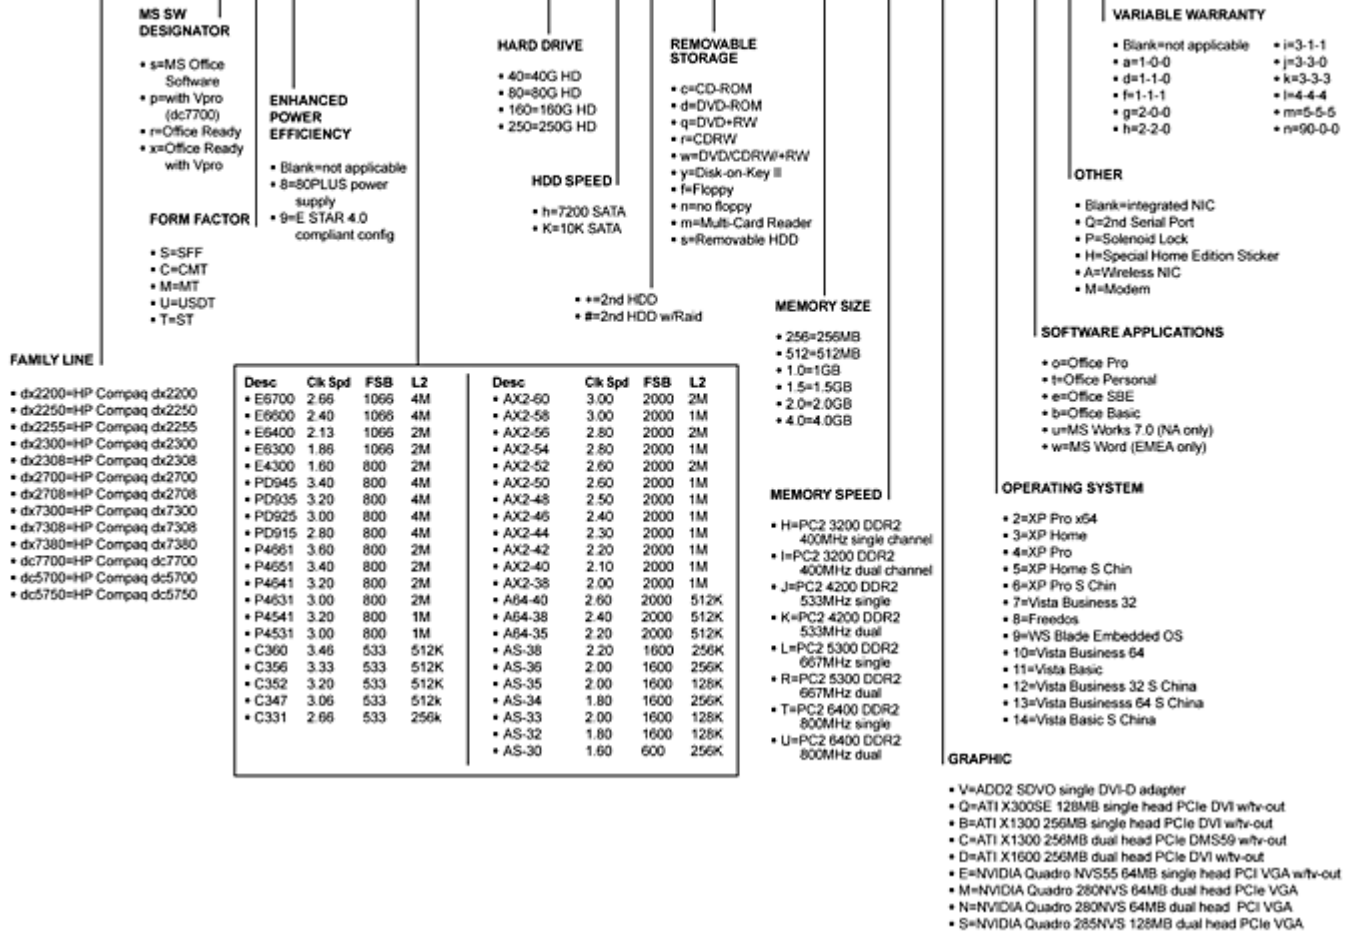 MS SW
DESIGNATOR
• s=MS Office
Software
• p=with Vpro
(dc7700)
• r=Office Ready
• x=Office Ready
with Vpro
ENHANCED
POWER
EFFICIENCY
• Blank=not applicable
• 8=80PLUS power
supply
• 9=E STAR 4.0
compliant config
FORM FACTOR
• S=SFF
• C=CMT
• M=MT
• U=USDT
• T=ST
FAMILY LINE
• dx2200=HP Compaq dx2200
• dx2250=HP Compaq dx2250
• dx2255=HP Compaq dx2255
• dx2300=HP Compaq dx2300
• dx2308=HP Compaq dx2308
• dx2700=HP Compaq dx2700
• dx2708=HP Compaq dx2708
• dx7300=HP Compaq dx7300
• dx7308=HP Compaq dx7308
• dx7380=HP Compaq dx7380
• dc7700=HP Compaq dc7700
• dc5700=HP Compaq dc5700
• dc5750=HP Compaq dc5750
HARD DRIVE
• 40=40G HD
• 80=80G HD
• 160=160G HD
• 250=250G HD
HDD SPEED
• h=7200 SATA
• K=10K SATA
• +=2nd HDD
• #=2nd HDD w/Raid
REMOVABLE
STORAGE
• c=CD-ROM
• d=DVD-ROM
• q=DVD+RW
• r=CDRW
• w=DVD/CDRW/+RW
• y=Disk-on-Key II
• f=Floppy
• n=no floppy
• m=Multi-Card Reader
• s=Removable HDD
Desc Clk Spd FSB L2
• E6700 2.66 1066 4M
• E6600 2.40 1066 4M
• E6400 2.13 1066 2M
• E6300 1.86 1066 2M
• E4300 1.60 800 2M
• PD945 3.40 800 4M
• PD935 3.20 800 4M
• PD925 3.00 800 4M
• PD915 2.80 800 4M
• P4661 3.60 800 2M
• P4651 3.40 800 2M
• P4641 3.20 800 2M
• P4631 3.00 800 2M
• P4541 3.20 800 1M
• P4531 3.00 800 1M
• C360 3.46 533 512K
• C356 3.33 533 512K
• C352 3.20 533 512K
• C347 3.06 533 512k
• C331 2.66 533 256k
Desc Clk Spd FSB L2
• AX2-60 3.00 2000 2M
• AX2-58 3.00 2000 1M
• AX2-56 2.80 2000 2M
• AX2-54 2.80 2000 1M
• AX2-52 2.60 2000 2M
• AX2-50 2.60 2000 1M
• AX2-48 2.50 2000 1M
• AX2-46 2.40 2000 1M
• AX2-44 2.30 2000 1M
• AX2-42 2.20 2000 1M
• AX2-40 2.10 2000 1M
• AX2-38 2.00 2000 1M
• A64-40 2.60 2000 512K
• A64-38 2.40 2000 512K
• A64-35 2.20 2000 512K
• AS-38 2.20 1600 256K
• AS-36 2.00 1600 256K
• AS-35 2.00 1600 128K
• AS-34 1.80 1600 256K
• AS-33 2.00 1600 128K
• AS-32 1.80 1600 128K
• AS-30 1.60 600 256K
MEMORY SIZE
• 256=256MB
• 512=512MB
• 1.0=1GB
• 1.5=1.5GB
• 2.0=2.0GB
• 4.0=4.0GB
MEMORY SPEED
• H=PC2 3200 DDR2
400MHz single channel
• I=PC2 3200 DDR2
400MHz dual channel
• J=PC2 4200 DDR2
533MHz single
• K=PC2 4200 DDR2
533MHz dual
• L=PC2 5300 DDR2
667MHz single
• R=PC2 5300 DDR2
667MHz dual
• T=PC2 6400 DDR2
800MHz single
• U=PC2 6400 DDR2
800MHz dual
VARIABLE WARRANTY
• Blank=not applicable • i=3-1-1
• a=1-0-0 • j=3-3-0
• d=1-1-0 • k=3-3-3
• f=1-1-1 • l=4-4-4
• g=2-0-0 • m=5-5-5
• h=2-2-0 • n=90-0-0
OTHER
• Blank=integrated NIC
• Q=2nd Serial Port
• P=Solenoid Lock
• H=Special Home Edition Sticker
• A=Wireless NIC
• M=Modem
SOFTWARE APPLICATIONS
• o=Office Pro
• t=Office Personal
• e=Office SBE
• b=Office Basic
• u=MS Works 7.0 (NA only)
• w=MS Word (EMEA only)
OPERATING SYSTEM
• 2=XP Pro x64
• 3=XP Home
• 4=XP Pro
• 5=XP Home S Chin
• 6=XP Pro S Chin
• 7=Vista Business 32
• 8=Freedos
• 9=WS Blade Embedded OS
• 10=Vista Business 64
• 11=Vista Basic
• 12=Vista Business 32 S China
• 13=Vista Businesss 64 S China
• 14=Vista Basic S China
GRAPHIC
• V=ADD2 SDVO single DVI-D adapter
• Q=ATI X300SE 128MB single head PCIe DVI w/tv-out
• B=ATI X1300 256MB single head PCIe DVI w/tv-out
• C=ATI X1300 256MB dual head PCIe DMS59 w/tv-out
• D=ATI X1600 256MB dual head PCIe DVI w/tv-out
• E=NVIDIA Quadro NVS55 64MB single head PCI VGA w/tv-out
• M=NVIDIA Quadro 280NVS 64MB dual head PCIe VGA
• N=NVIDIA Quadro 280NVS 64MB dual head PCI VGA
• S=NVIDIA Quadro 285NVS 128MB dual head PCIe VGA